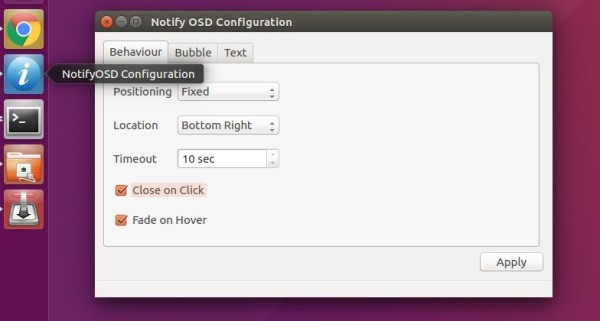 Notify OSD Configuration
Behaviour Bubble Text
NotifyOSD Configuration
Positioning Fixed
Location Bottom Right
Timeout 10 sec
Close on Click
Fade on Hover
Apply